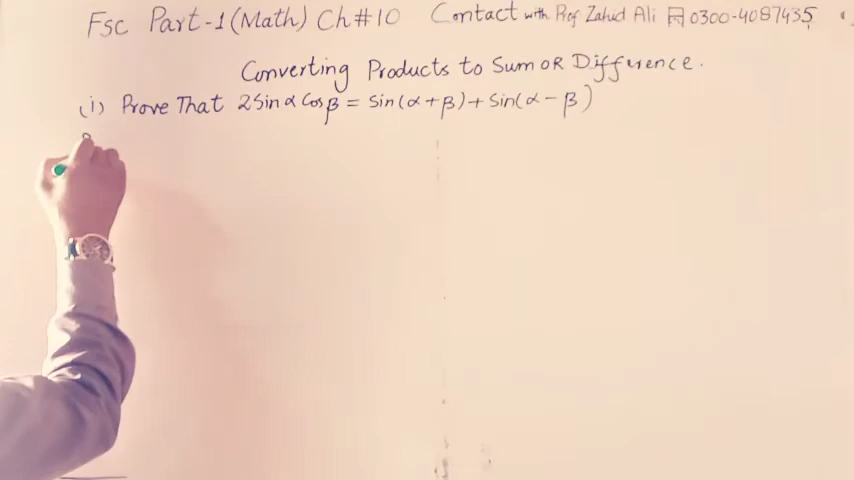 Fsc Part-1 (Math) Ch#10 Contact with Prof Zahid Ali 0300-4087435
Converting Products to Sum OR Difference.
(i) Prove That 2 Sin α Cos β = Sin(α+β) + Sin(α-β)